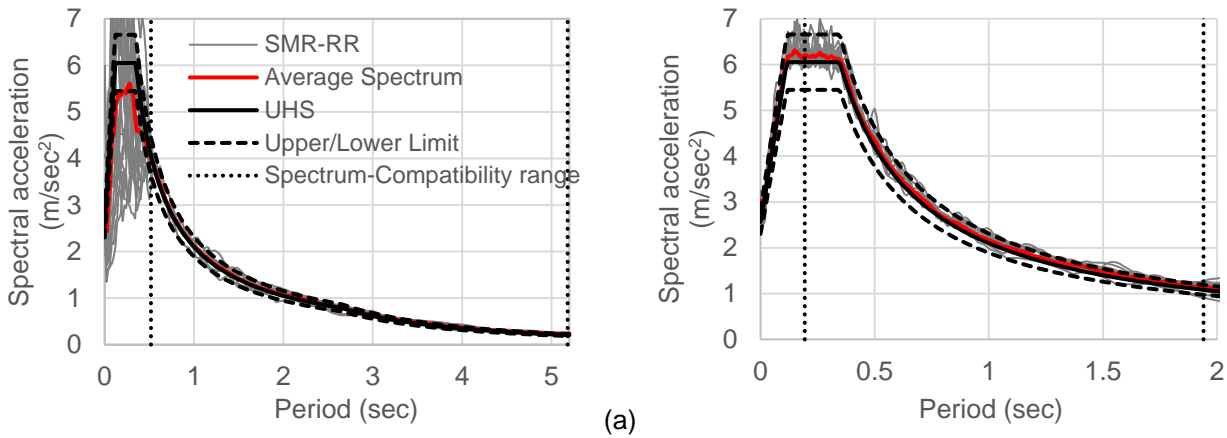 Spectral acceleration
(m/sec²)
7
6
5
4
3
2
1
0
SMR-RR
Average Spectrum
UHS
Upper/Lower Limit
Spectrum-Compatibility range
0
1
2
3
4
5
Period (sec)
(a)
Spectral acceleration
(m/sec²)
7
6
5
4
3
2
1
0
0
0.5
1
1.5
2
Period (sec)